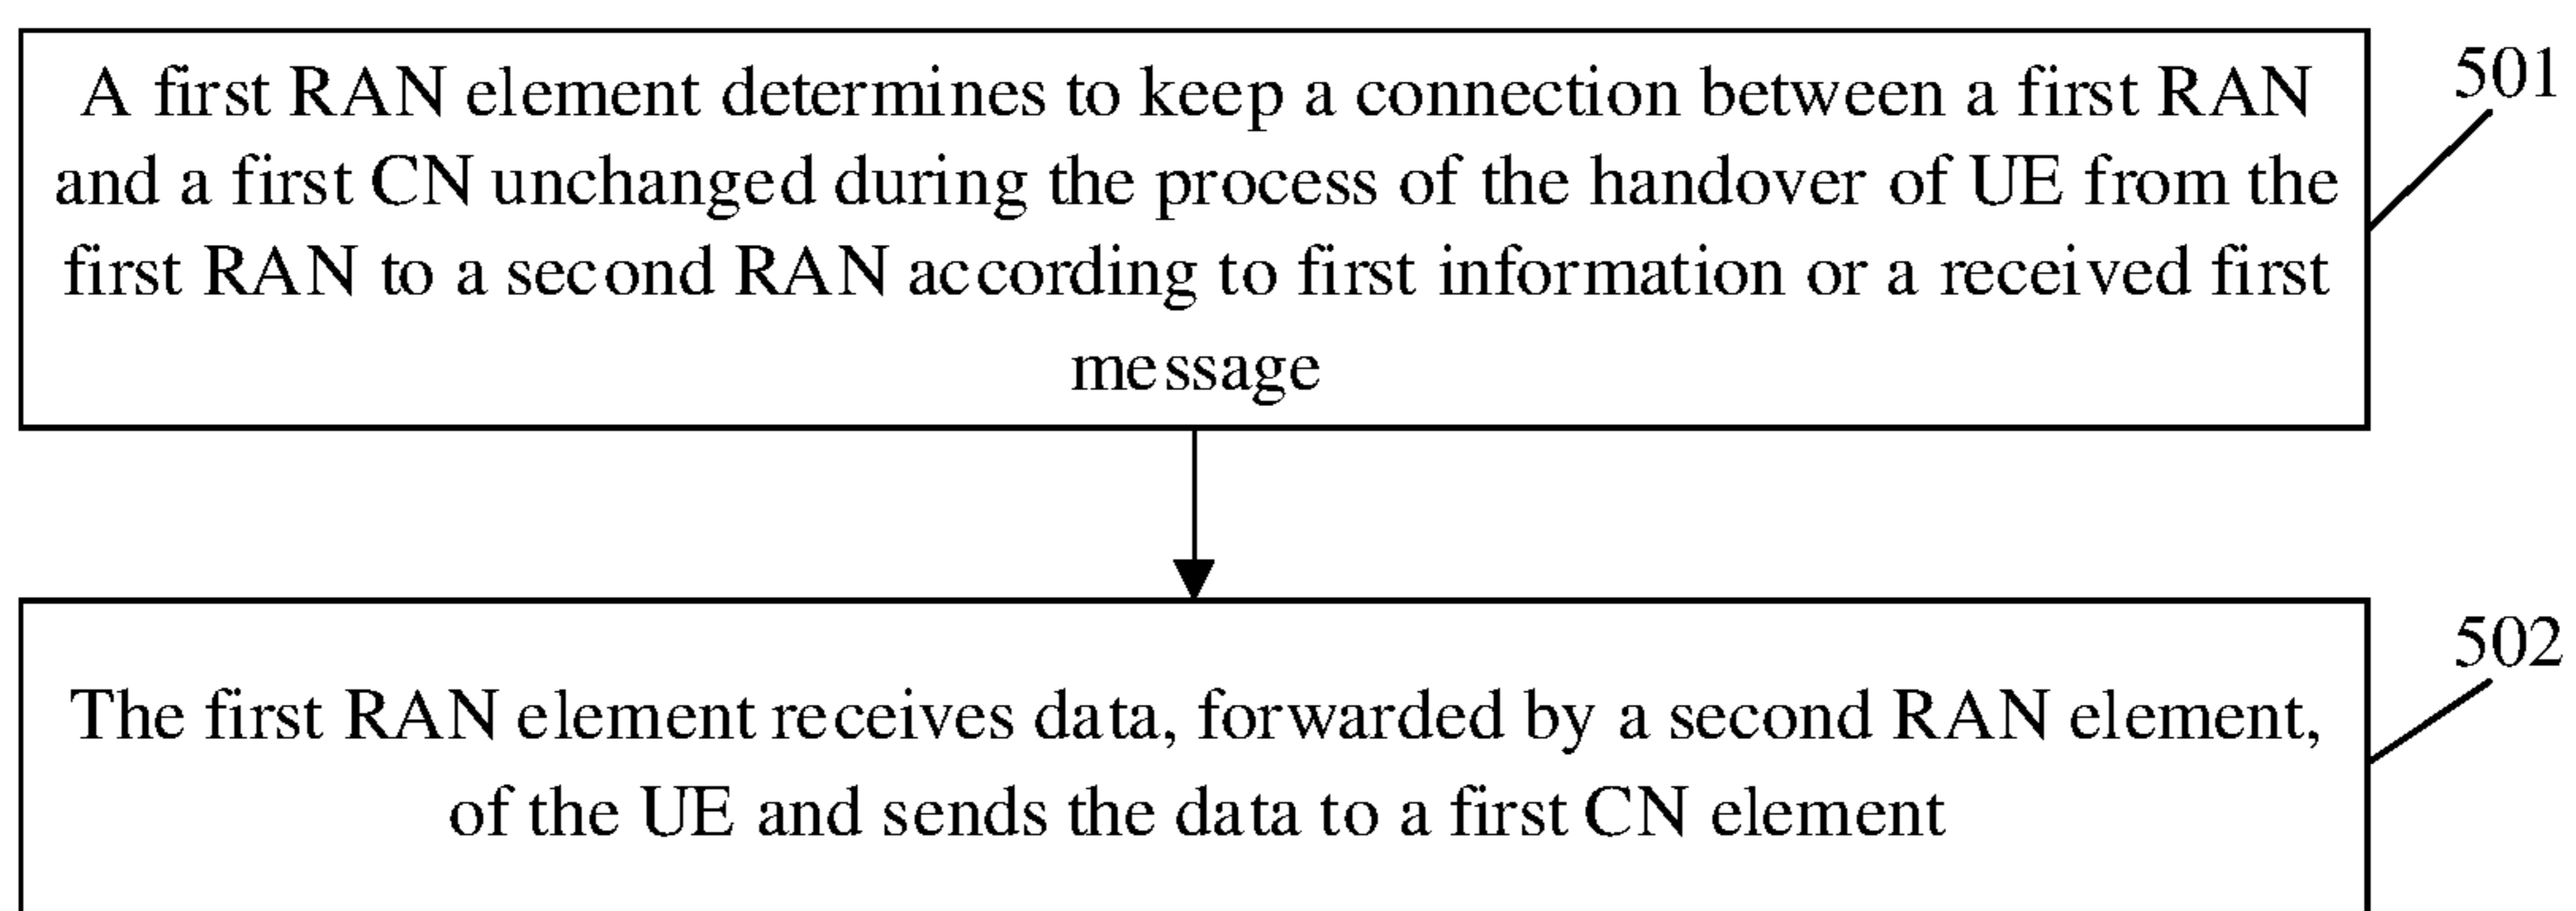 A first RAN element determines to keep a connection between a first RAN
and a first CN unchanged during the process of the handover of UE from the
first RAN to a second RAN according to first information or a received first
message
501
The first RAN element receives data, forwarded by a second RAN element,
of the UE and sends the data to a first CN element
502